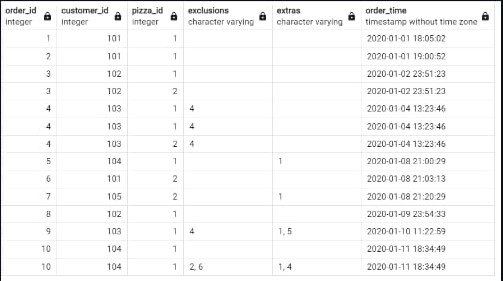 order_id customer_id pizza_id exclusions extras order_time
integer integer integer character varying character varying timestamp without time zone
1 101 1 2020-01-01 18:05:02
2 101 1 2020-01-01 19:00:52
3 102 1 2020-01-02 23:51:23
3 102 2 2020-01-02 23:51:23
4 103 1 4 2020-01-04 13:23:46
4 103 1 4 2020-01-04 13:23:46
4 103 2 4 2020-01-04 13:23:46
5 104 1 1 2020-01-08 21:00:29
6 101 2 2020-01-08 21:03:13
7 105 2 1 2020-01-08 21:20:29
8 102 1 2020-01-09 23:54:33
9 103 1 4 1, 5 2020-01-10 11:22:59
10 104 1 2020-01-11 18:34:49
10 104 1 2, 6 1, 4 2020-01-11 18:34:49